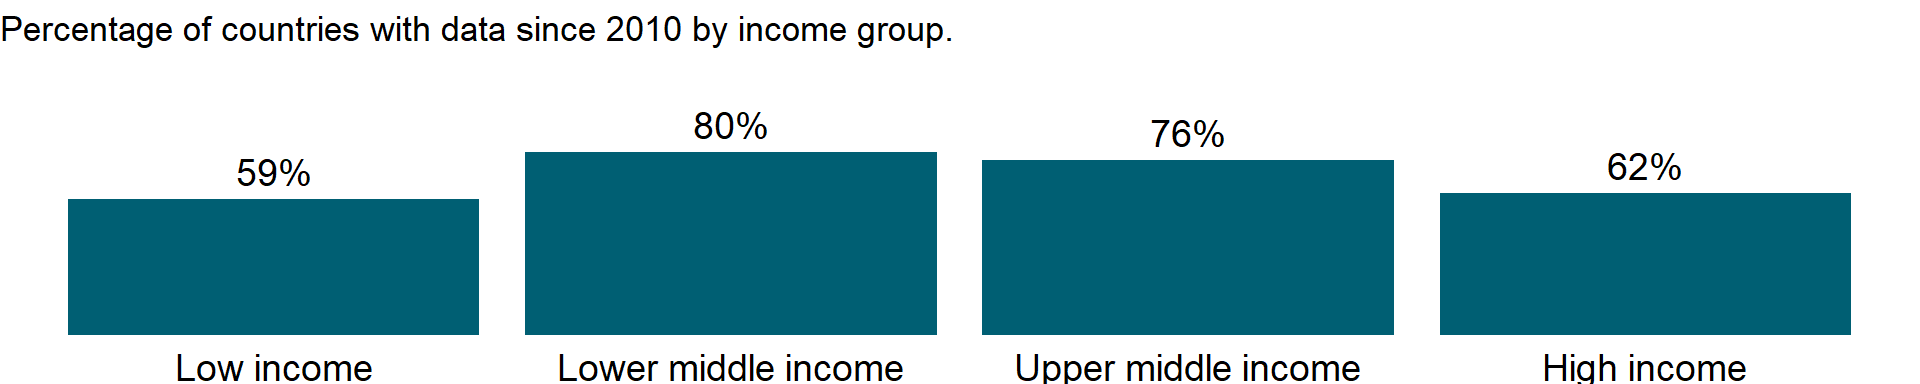 Percentage of countries with data since 2010 by income group.
59%
80%
76%
62%
Low income
Lower middle income
Upper middle income
High income